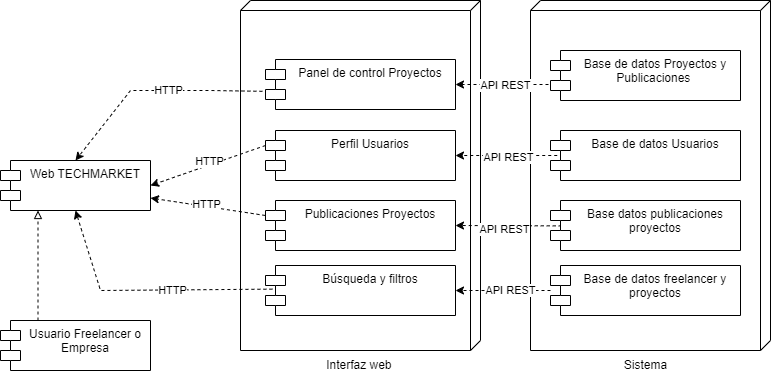 Panel de control Proyectos
Base de datos Proyectos y
Publicaciones
HTTP
API REST
Perfil Usuarios
Base de datos Usuarios
HTTP
API REST
Web TECHMARKET
HTTP
Publicaciones Proyectos
Base datos publicaciones
proyectos
API REST
Búsqueda y filtros
Base de datos freelancer y
proyectos
HTTP
API REST
Usuario Freelancer o
Empresa
Interfaz web
Sistema